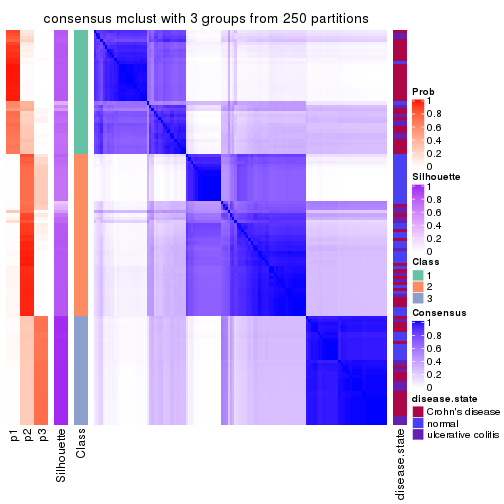 consensus mclust with 3 groups from 250 partitions
Prob
1
0.8
0.6
0.4
0.2
0
Silhouette
1
0.8
0.6
0.4
0.2
0
Class
1
2
3
Consensus
1
0.8
0.6
0.4
0.2
0
disease.state
Crohn's disease
normal
ulcerative colitis
p1
p2
p3
Silhouette
Class
disease.state